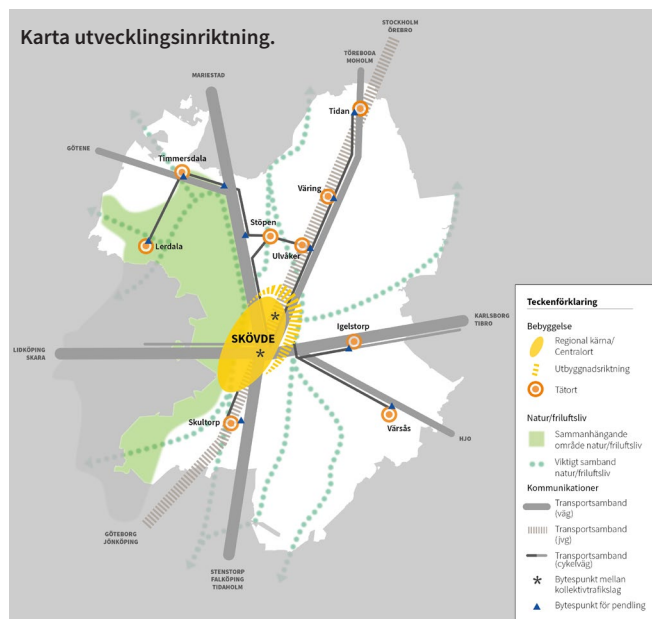 Karta utvecklingsinriktning.
STOCKHOLM
ÖREBRO
TÖREBODA
MOHOLM
MARIESTAD
Tidan
GÖTENE
Timmersdala
Väring
Stöpen
Lerdala
Ulvåker
KARLSBORG
TIBRO
Igelstorp
SKÖVDE
LIDKÖPING
SKARA
Skultorp
Värsås
HJO
GÖTEBORG
JÖNKÖPING
STENSTORP
FALKÖPING
TIDAHOLM
Teckenförklaring
Bebyggelse
Regional kärna/
Centralort
Utbyggnadsriktning
Tätort
Natur/friluftsliv
Sammanhängande
område natur/friluftsliv
Viktigt samband
natur/friluftsliv
Kommunikationer
Transportsamband
(väg)
Transportsamband
(jvg)
Transportsamband
(cykelväg)
Bytespunkt mellan
kollektivtrafikslag
Bytespunkt för pendling